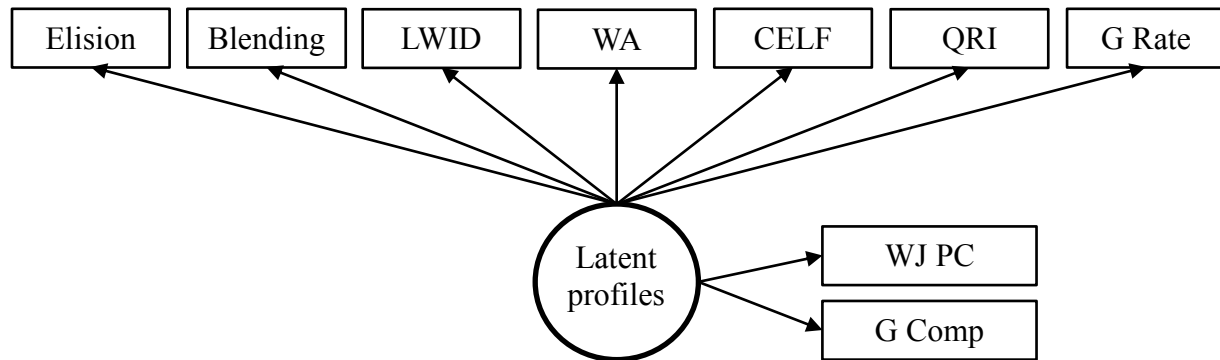 Elision Blending LWID WA CELF QRI G Rate
Latent
profiles
WJ PC
G Comp